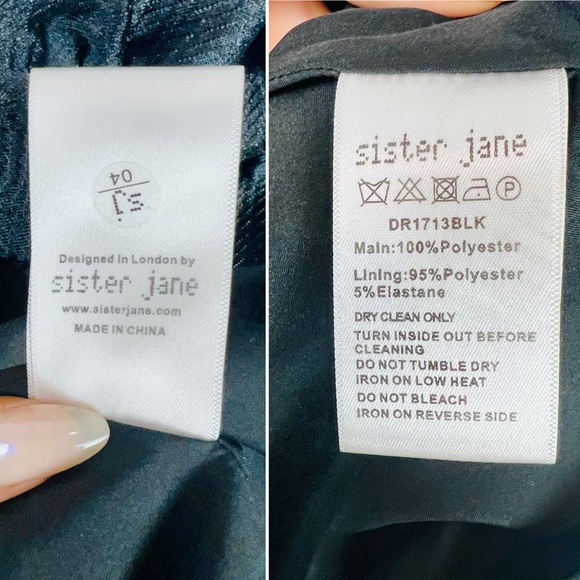 04
s.j.
Designed in London by
sister jane
www.sisterjane.com
MADE IN CHINA
sister jane
P
DR1713BLK
Main:100%Polyester
Lining:95%Polyester
5%Elastane
DRY CLEAN ONLY
TURN INSIDE OUT BEFORE
CLEANING
DO NOT TUMBLE DRY
IRON ON LOW HEAT
DO NOT BLEACH
IRON ON REVERSE SIDE